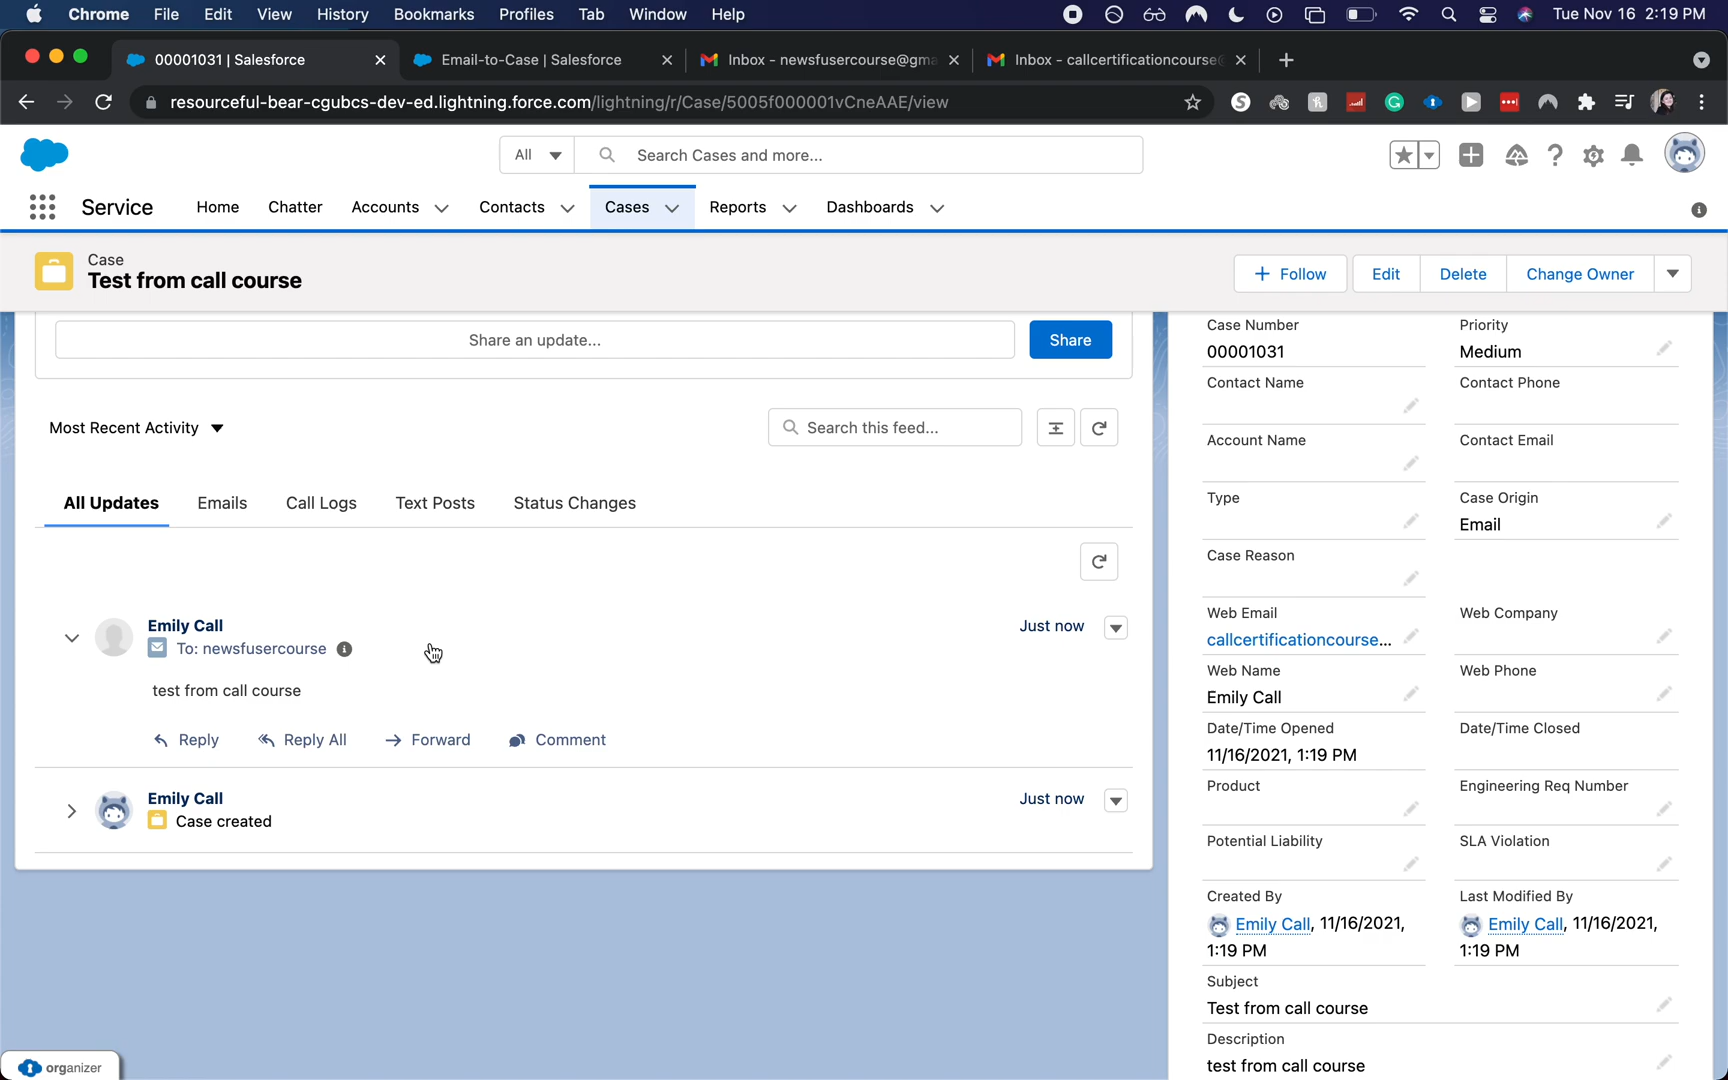 Chrome File Edit View History Bookmarks Profiles Tab Window Help Tue Nov 16 2:19 PM
00001031 | Salesforce Email-to-Case | Salesforce Inbox - newsfusercourse@gma Inbox - callcertificationcourse
resourceful-bear-cgubcs-dev-ed.lightning.force.com/lightning/r/Case/5005f000001vCneAAE/view
All Search Cases and more...
Service Home Chatter Accounts Contacts Cases Reports Dashboards
Case
Test from call course
Follow Edit Delete Change Owner
Share an update... Share
Most Recent Activity Search this feed...
All Updates Emails Call Logs Text Posts Status Changes
Emily Call Just now
To: newsfusercourse
test from call course
Reply Reply All Forward Comment
Emily Call Just now
Case created
Case Number Priority
00001031 Medium
Contact Name Contact Phone
Account Name Contact Email
Type Case Origin
Email
Case Reason
Web Email Web Company
callcertificationcourse...
Web Name Web Phone
Emily Call
Date/Time Opened Date/Time Closed
11/16/2021, 1:19 PM
Product Engineering Req Number
Potential Liability SLA Violation
Created By Last Modified By
Emily Call, 11/16/2021, Emily Call, 11/16/2021,
1:19 PM 1:19 PM
Subject
Test from call course
Description
test from call course
organizer